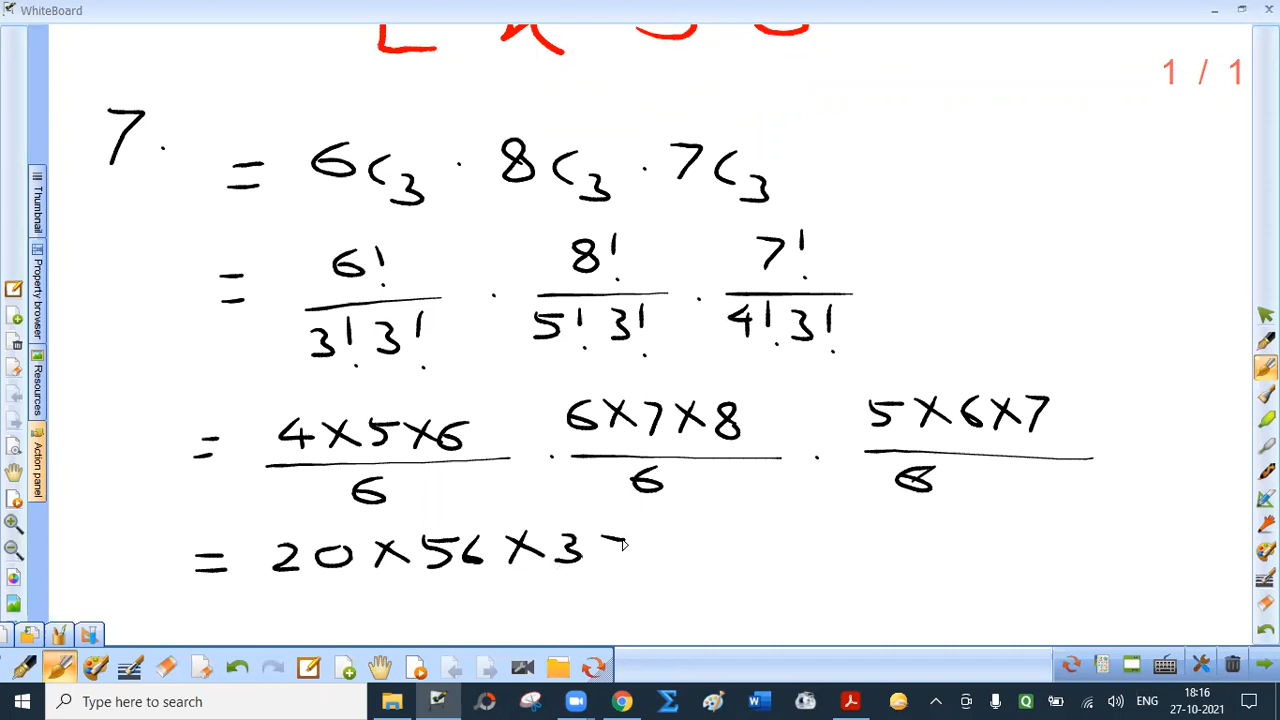 WhiteBoard
1 / 1
7.
= 6C3 . 8C3 . 7C3
= 6!/3!3! . 8!/5!3! . 7!/4!3!
= 4×5×6/6 . 6×7×8/6 . 5×6×7/6
= 20 × 56 × 3
Thumbnail
Property browser
Resources
Action panel
Type here to search
ENG
18:16
27-10-2021